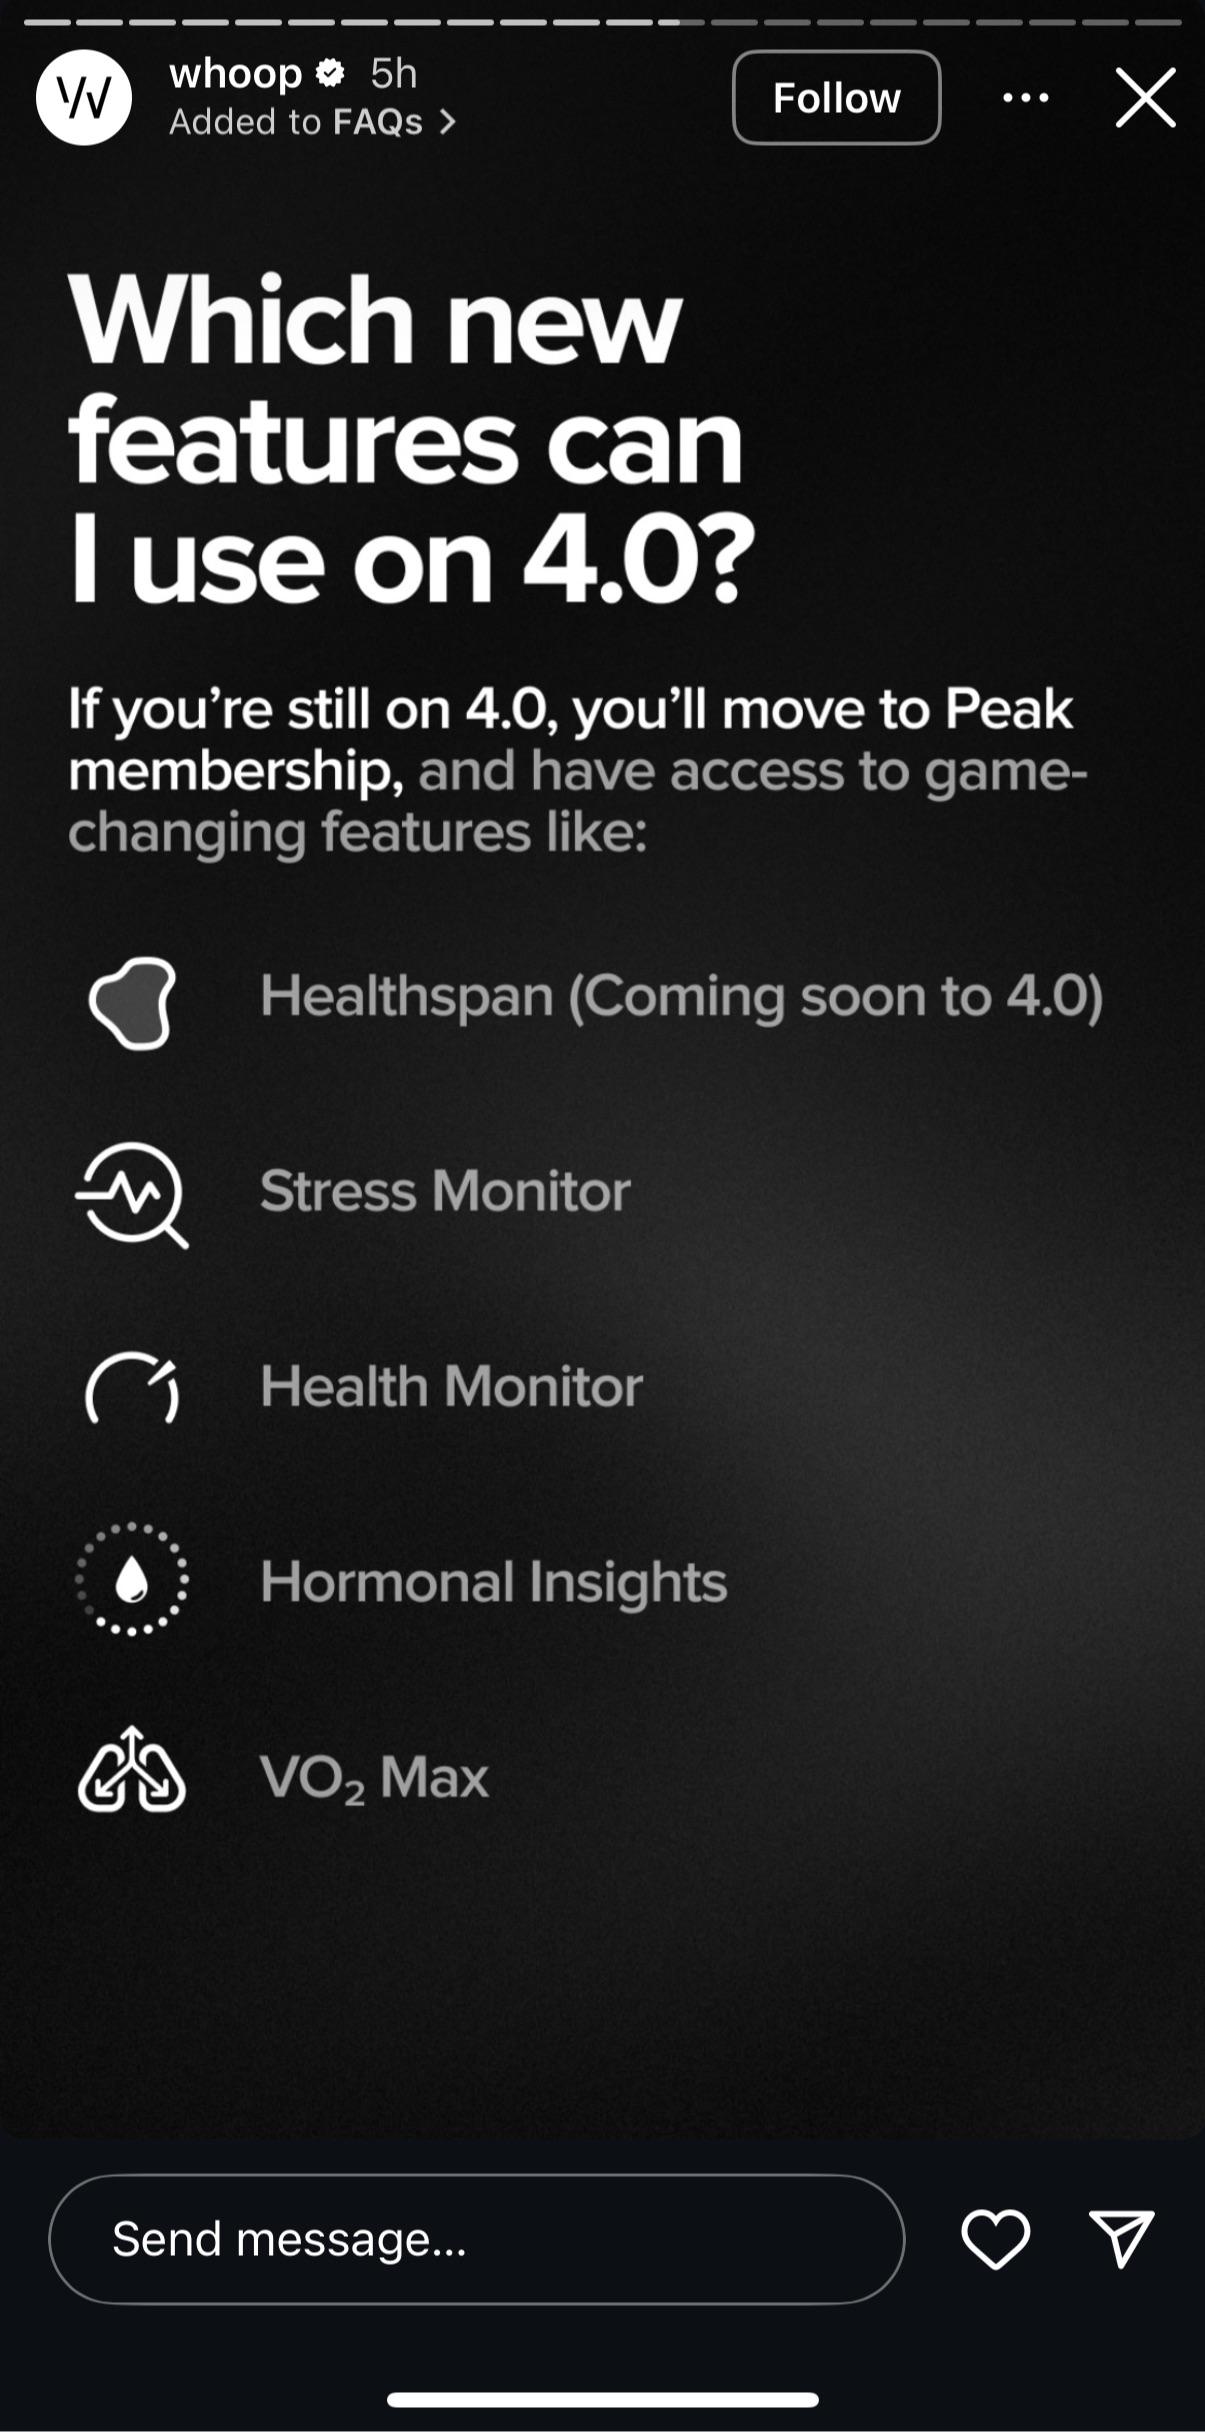 whoop 5h
Added to FAQs >
Follow
Which new
features can
I use on 4.0?
If you’re still on 4.0, you’ll move to Peak
membership, and have access to game-
changing features like:
Healthspan (Coming soon to 4.0)
Stress Monitor
Health Monitor
Hormonal Insights
VO₂ Max
Send message...